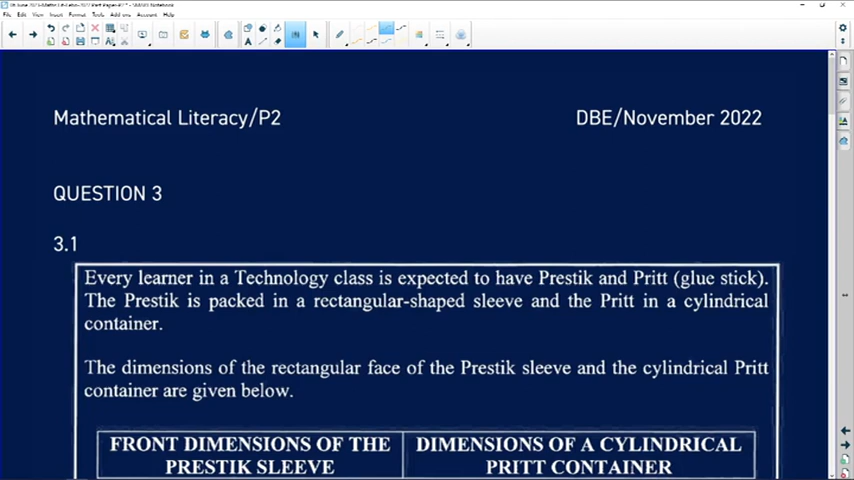 File Edit View Insert Format Tools Add-ons Account Help
Mathematical Literacy/P2
DBE/November 2022
QUESTION 3
3.1
Every learner in a Technology class is expected to have Prestik and Pritt (glue stick).
The Prestik is packed in a rectangular-shaped sleeve and the Pritt in a cylindrical
container.
The dimensions of the rectangular face of the Prestik sleeve and the cylindrical Pritt
container are given below.
FRONT DIMENSIONS OF THE
PRESTIK SLEEVE
DIMENSIONS OF A CYLINDRICAL
PRITT CONTAINER